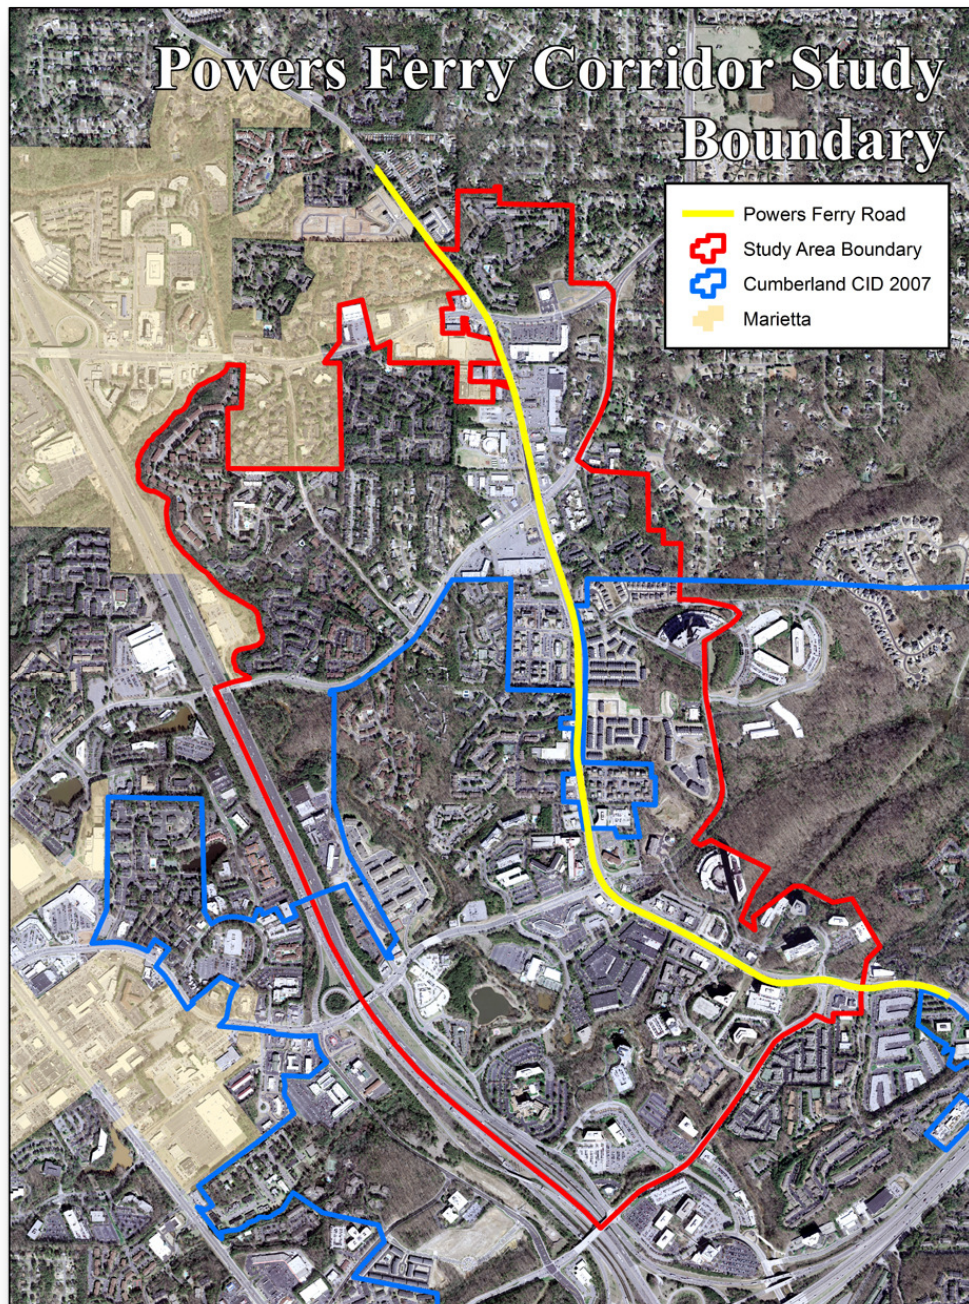 Powers Ferry Corridor Study
Boundary
Powers Ferry Road
Study Area Boundary
Cumberland CID 2007
Marietta